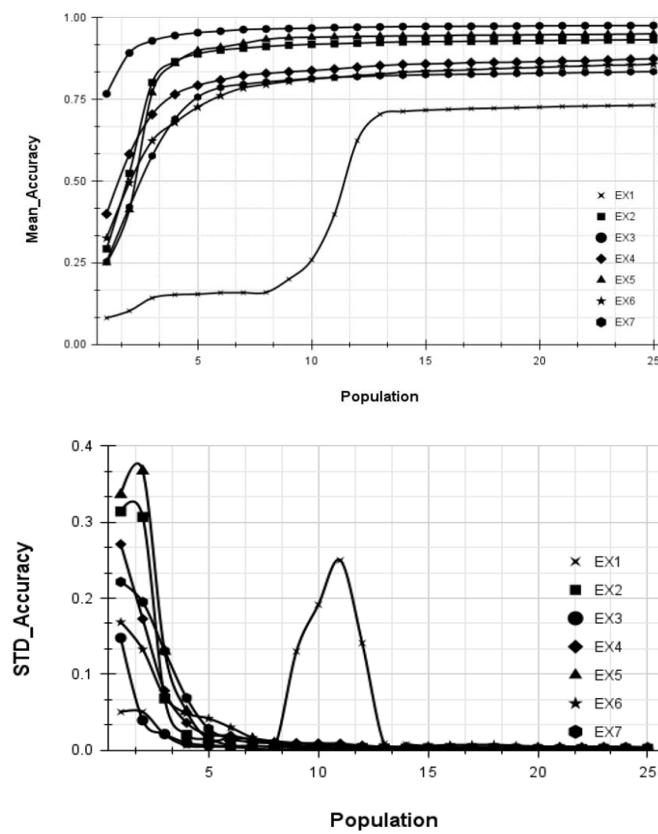 1.00
0.75
0.50
0.25
0.00
Mean_Accuracy
EX1
EX2
EX3
EX4
EX5
EX6
EX7
5
10
15
20
25
Population
0.4
0.3
0.2
0.1
0.0
STD_Accuracy
EX1
EX2
EX3
EX4
EX5
EX6
EX7
5
10
15
20
25
Population